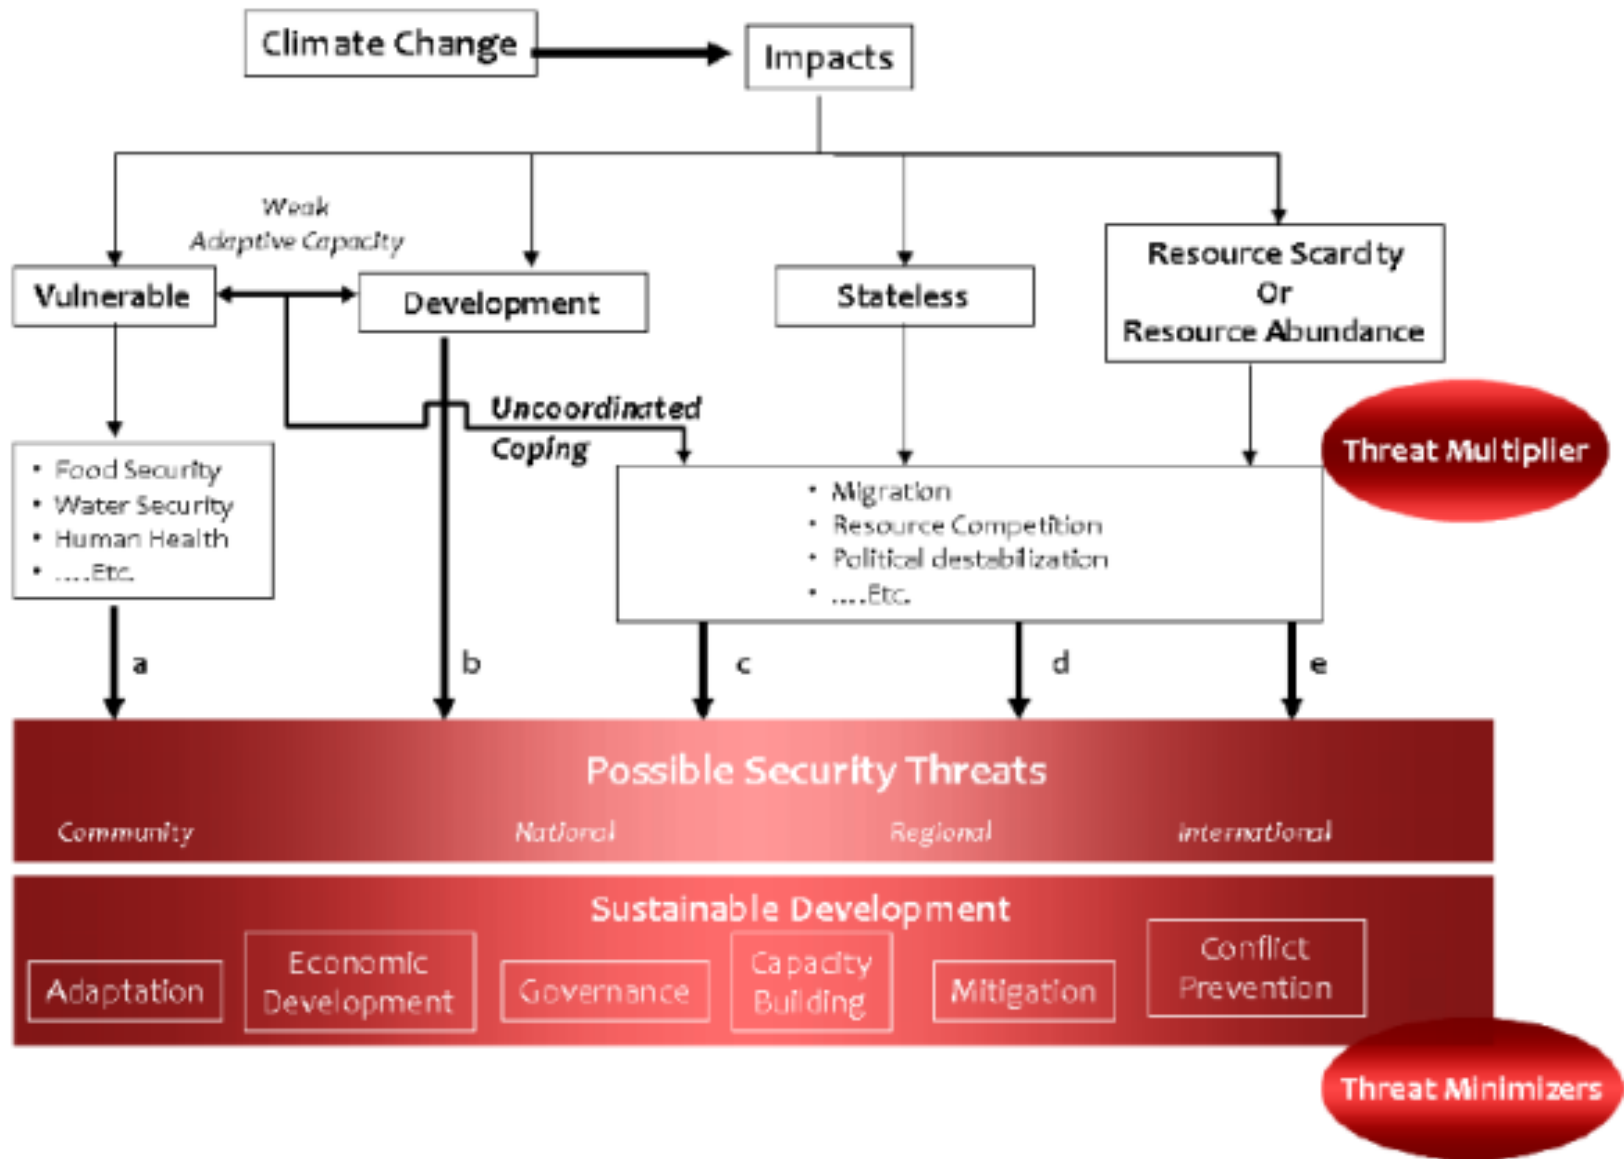 Climate Change
Impacts
Weak
Adaptive Capacity
Vulnerable
Development
Stateless
Resource Scarcity
Or
Resource Abundance
Uncoordinated
Coping
Threat Multiplier
• Food Security
• Water Security
• Human Health
• ....Etc.
• Migration
• Resource Competition
• Political destabilization
• ....Etc.
a
b
c
d
e
Possible Security Threats
Community
National
Regional
International
Sustainable Development
Adaptation
Economic
Development
Governance
Capacity
Building
Mitigation
Conflict
Prevention
Threat Minimizers